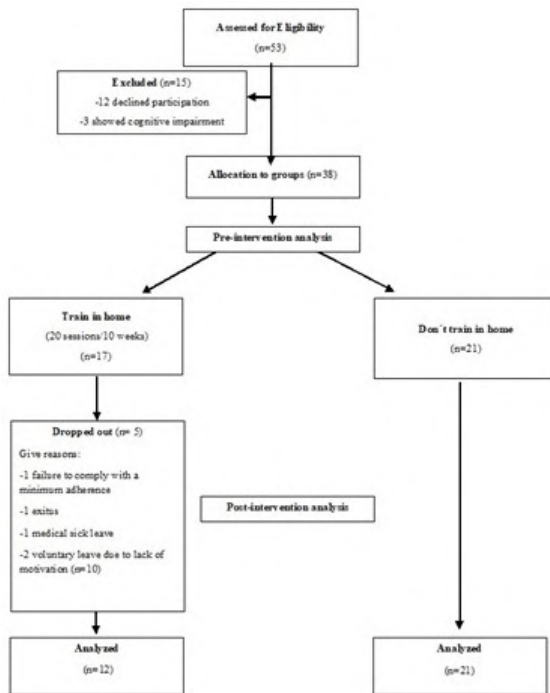 Assessed for Eligibility
(n=53)
Excluded (n=15)
-12 declined participation
-3 showed cognitive impairment
Allocation to groups (n=38)
Pre-intervention analysis
Train in home
(20 sessions/10 weeks)
(n=17)
Don´t train in home
(n=21)
Dropped out (n= 5)
Give reasons:
-1 failure to comply with a
minimum adherence
-1 exitus
-1 medical sick leave
-2 voluntary leave due to lack of
motivation (n=10)
Post-intervention analysis
Analyzed
(n=12)
Analyzed
(n=21)